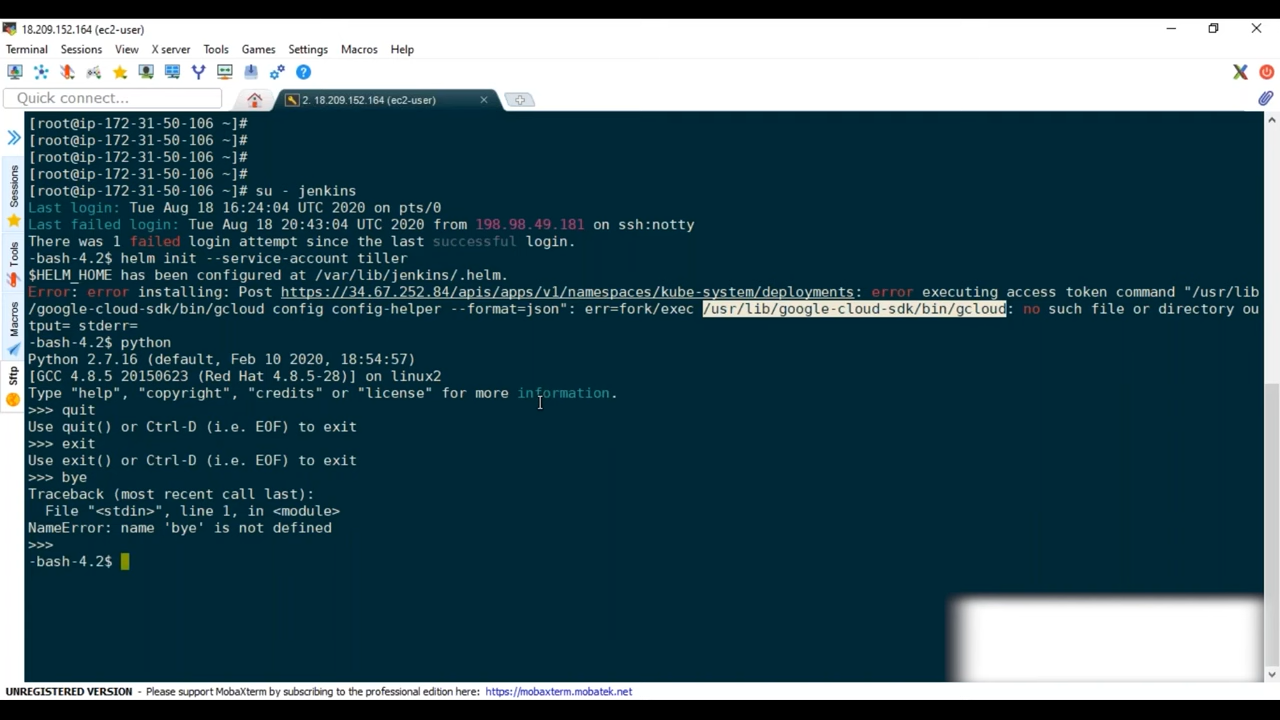 18.209.152.164 (ec2-user)
Terminal Sessions View X server Tools Games Settings Macros Help
Quick connect...
2. 18.209.152.164 (ec2-user)
Sessions
Tools
Macros
Sftp
[root@ip-172-31-50-106 ~]#
[root@ip-172-31-50-106 ~]#
[root@ip-172-31-50-106 ~]#
[root@ip-172-31-50-106 ~]#
[root@ip-172-31-50-106 ~]# su - jenkins
Last login: Tue Aug 18 16:24:04 UTC 2020 on pts/0
Last failed login: Tue Aug 18 20:43:04 UTC 2020 from 198.98.49.181 on ssh:notty
There was 1 failed login attempt since the last successful login.
-bash-4.2$ helm init --service-account tiller
$HELM_HOME has been configured at /var/lib/jenkins/.helm.
Error: error installing: Post https://34.67.252.84/apis/apps/v1/namespaces/kube-system/deployments: error executing access token command "/usr/lib
/google-cloud-sdk/bin/gcloud config config-helper --format=json": err=fork/exec /usr/lib/google-cloud-sdk/bin/gcloud: no such file or directory ou
tput= stderr=
-bash-4.2$ python
Python 2.7.16 (default, Feb 10 2020, 18:54:57)
[GCC 4.8.5 20150623 (Red Hat 4.8.5-28)] on linux2
Type "help", "copyright", "credits" or "license" for more information.
>>> quit
Use quit() or Ctrl-D (i.e. EOF) to exit
>>> exit
Use exit() or Ctrl-D (i.e. EOF) to exit
>>> bye
Traceback (most recent call last):
  File "<stdin>", line 1, in <module>
NameError: name 'bye' is not defined
>>>
-bash-4.2$
UNREGISTERED VERSION - Please support MobaXterm by subscribing to the professional edition here: https://mobaxterm.mobatek.net